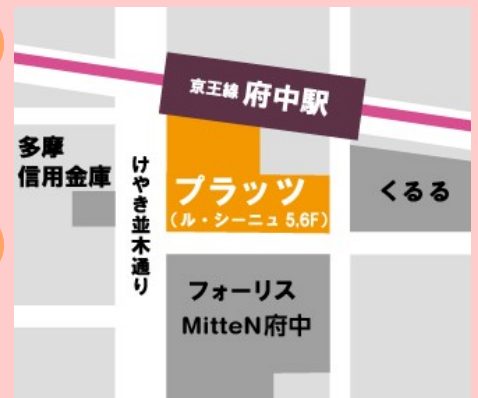 京王線 府中駅
多摩
信用金庫
けやき並木通り
プラッツ
(ル・シーニュ 5,6F)
くるる
フォーリス
MitteN府中